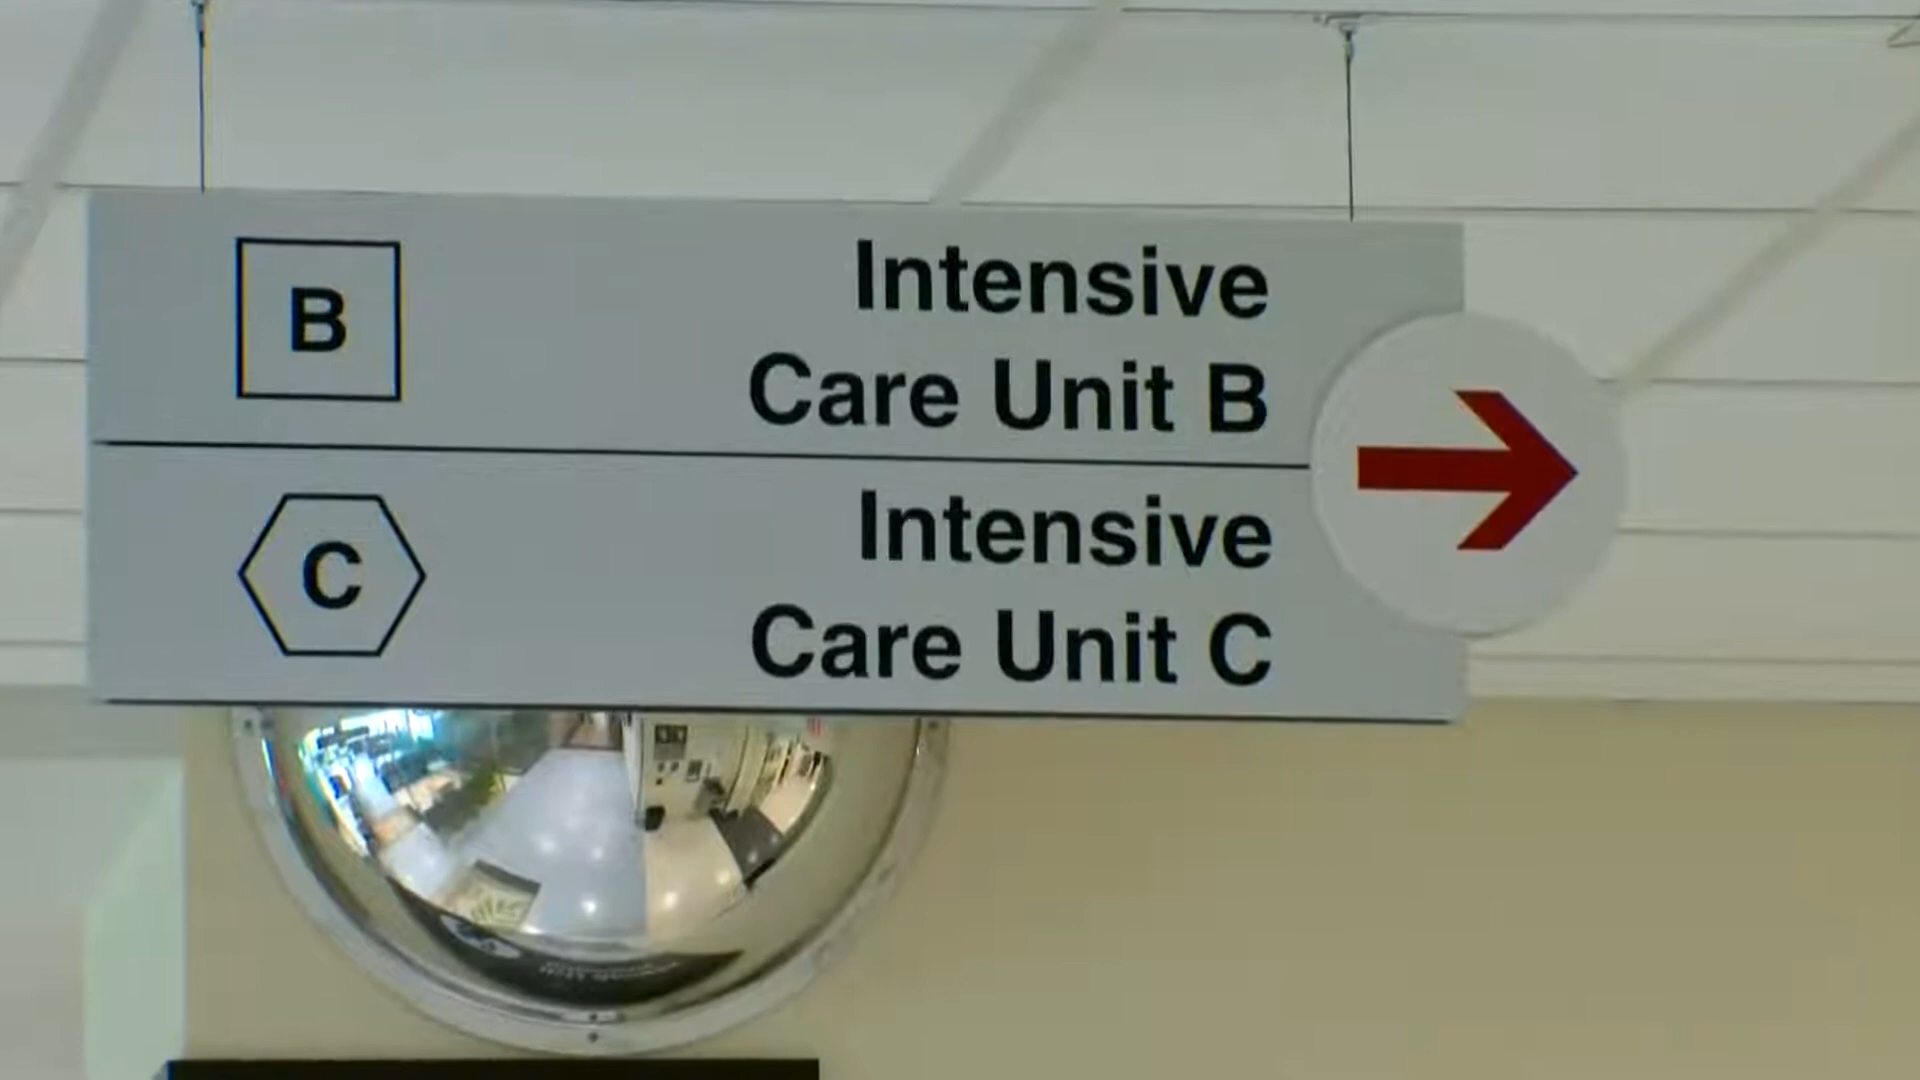 B
Intensive
Care Unit B
C
Intensive
Care Unit C